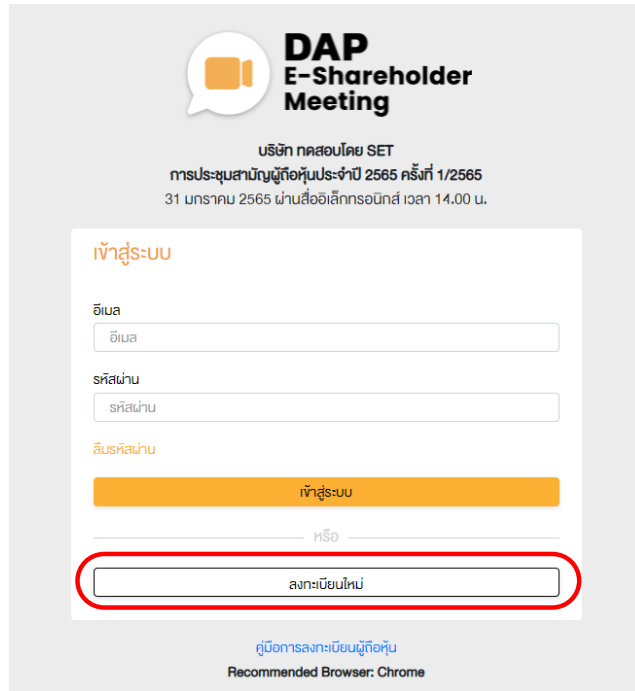 DAP
E-Shareholder
Meeting
บริษัท ทดสอบโดย SET
การประชุมสามัญผู้ถือหุ้นประจำปี 2565 ครั้งที่ 1/2565
31 มกราคม 2565 ผ่านสื่ออิเล็กทรอนิกส์ เวลา 14.00 น.
เข้าสู่ระบบ
อีเมล
อีเมล
รหัสผ่าน
รหัสผ่าน
ลืมรหัสผ่าน
เข้าสู่ระบบ
หรือ
ลงทะเบียนใหม่
คู่มือการลงทะเบียนผู้ถือหุ้น
Recommended Browser: Chrome